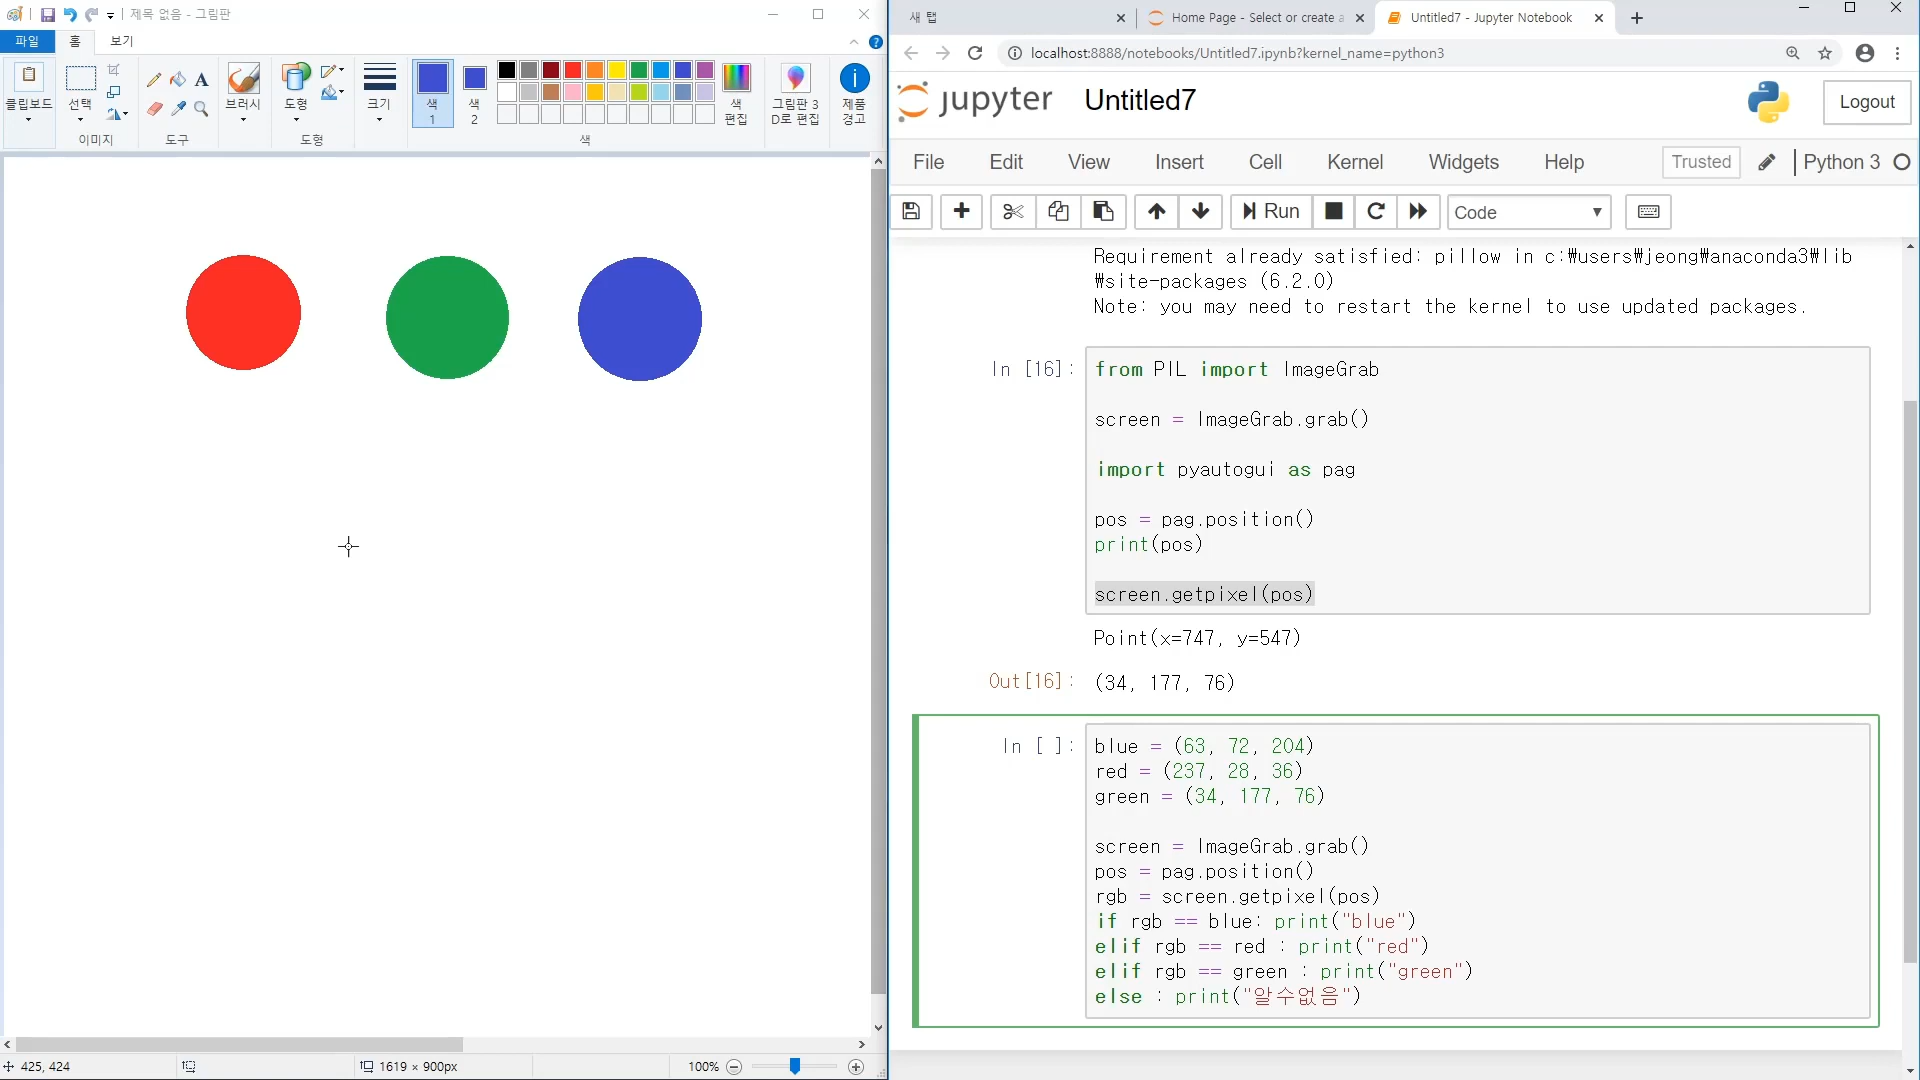 제목 없음 - 그림판
파일
홈
보기
클립보드
선택
이미지
A
도구
브러시
도형
도형
크기
색
1
색
2
색
편집
색
그림판 3
D로 편집
제품
경고
425, 424
1619 × 900px
100%
새 탭
Home Page - Select or create a
Untitled7 - Jupyter Notebook
localhost:8888/notebooks/Untitled7.ipynb?kernel_name=python3
jupyter
Untitled7
Logout
File
Edit
View
Insert
Cell
Kernel
Widgets
Help
Trusted
Python 3
Run
Code
Requirement already satisfied: pillow in c:₩users₩jeong₩anaconda3₩lib
₩site-packages (6.2.0)
Note: you may need to restart the kernel to use updated packages.
In [16]:
from PIL import ImageGrab
screen = ImageGrab.grab()
import pyautogui as pag
pos = pag.position()
print(pos)
screen.getpixel(pos)
Point(x=747, y=547)
Out[16]: (34, 177, 76)
In [ ]:
blue = (63, 72, 204)
red = (237, 28, 36)
green = (34, 177, 76)
screen = ImageGrab.grab()
pos = pag.position()
rgb = screen.getpixel(pos)
if rgb == blue: print("blue")
elif rgb == red : print("red")
elif rgb == green : print("green")
else : print("알수없음")